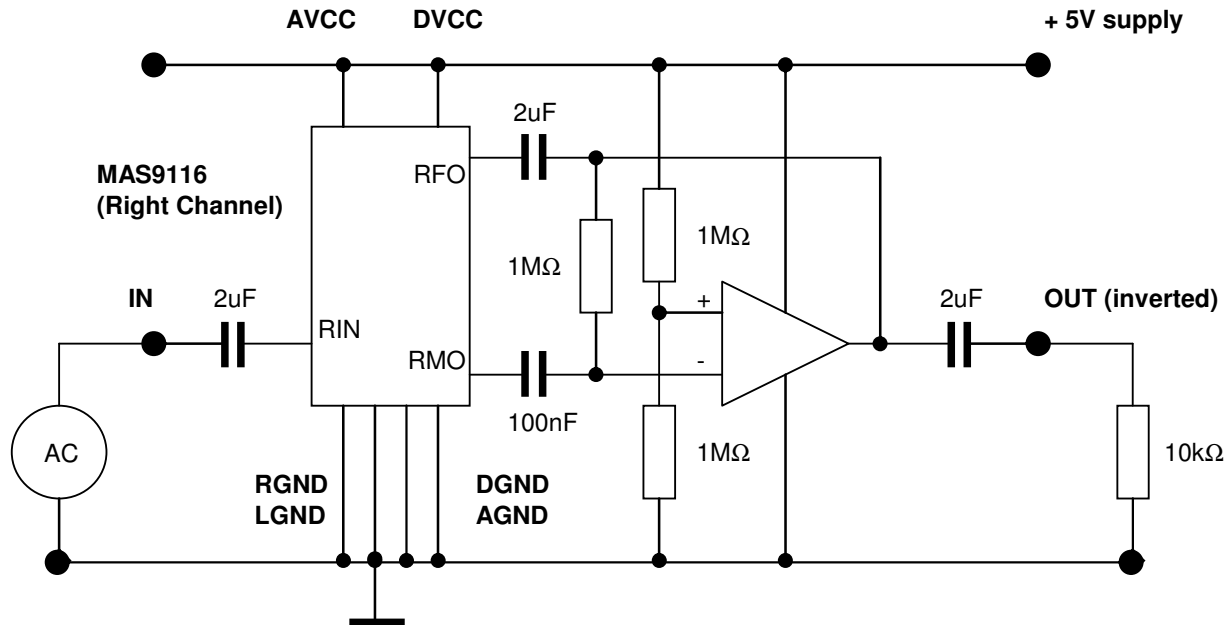 AVCC
DVCC
+ 5V supply
2uF
MAS9116
(Right Channel)
RFO
1MΩ
1MΩ
IN
2uF
+
2uF
OUT (inverted)
RIN
RMO
-
100nF
AC
1MΩ
10kΩ
RGND
LGND
DGND
AGND